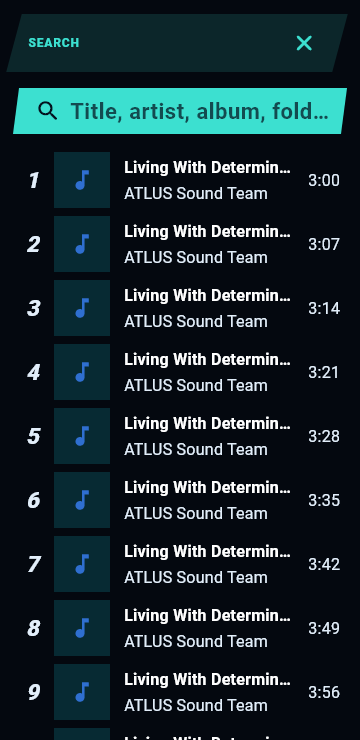 SEARCH
Title, artist, album, fold...
1 Living With Determin... 3:00
ATLUS Sound Team
2 Living With Determin... 3:07
ATLUS Sound Team
3 Living With Determin... 3:14
ATLUS Sound Team
4 Living With Determin... 3:21
ATLUS Sound Team
5 Living With Determin... 3:28
ATLUS Sound Team
6 Living With Determin... 3:35
ATLUS Sound Team
7 Living With Determin... 3:42
ATLUS Sound Team
8 Living With Determin... 3:49
ATLUS Sound Team
9 Living With Determin... 3:56
ATLUS Sound Team